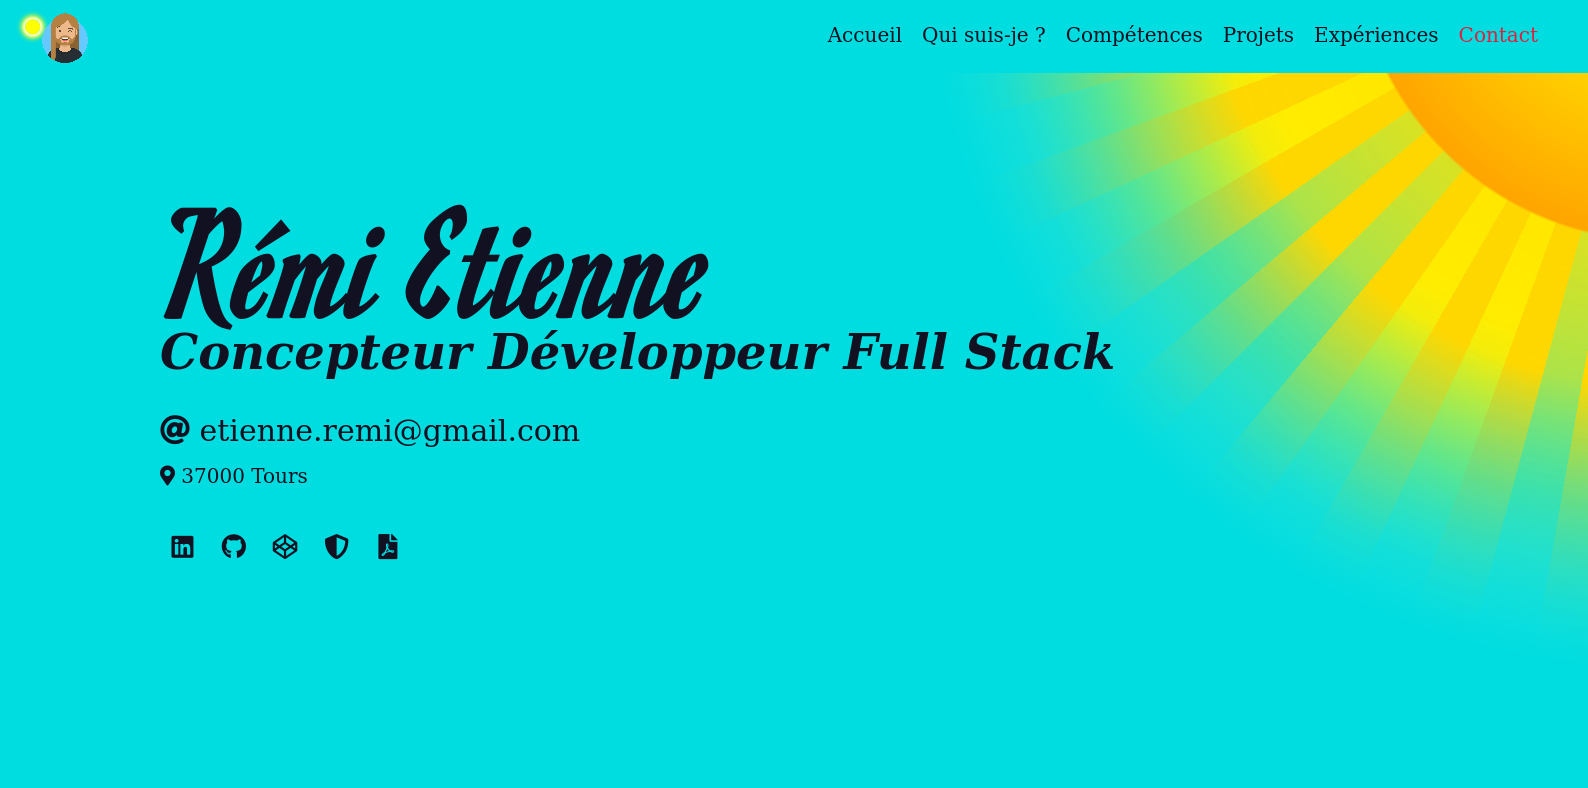 Accueil Qui suis-je ? Compétences Projets Expériences Contact
Rémi Etienne
Concepteur Développeur Full Stack
@ etienne.remi@gmail.com
37000 Tours